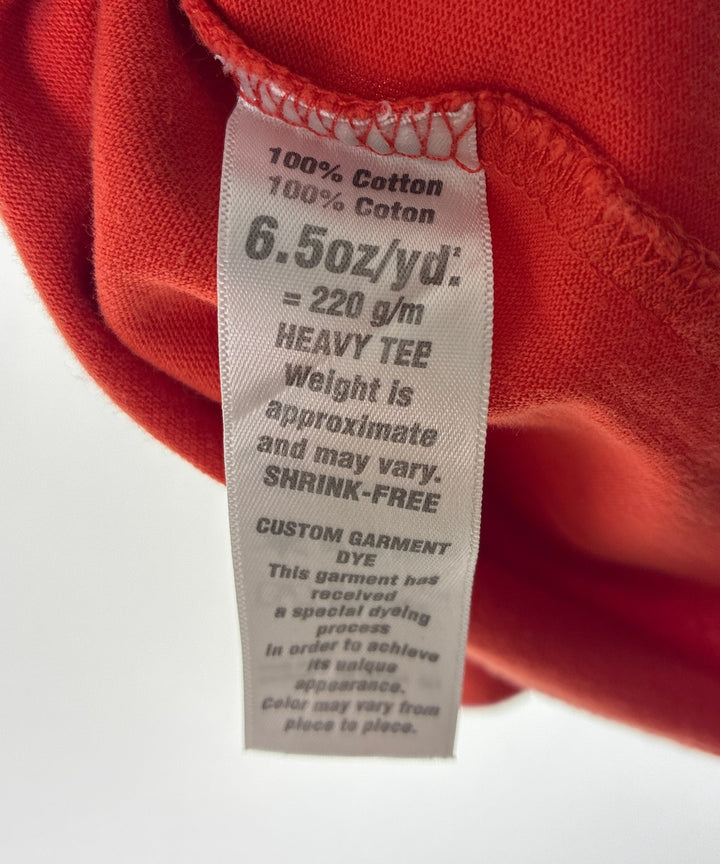 100% Cotton
100% Coton
6.5oz/yd²
= 220 g/m
HEAVY TEE
Weight is
approximate
and may vary.
SHRINK-FREE
CUSTOM GARMENT
DYE
This garment has
received
a special dyeing
process
In order to achieve
its unique
appearance.
Color may vary from
place to place.